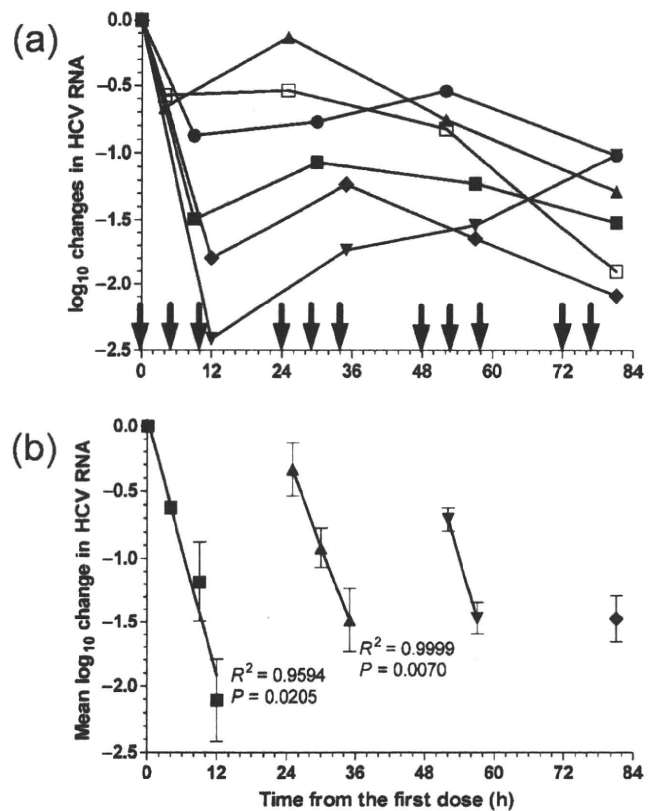 (a)
log₁₀ changes in HCV RNA
0.0
−0.5
−1.0
−1.5
−2.0
−2.5
0 12 24 36 48 60 72 84
(b)
Mean log₁₀ change in HCV RNA
0.0
−0.5
−1.0
−1.5
−2.0
−2.5
R² = 0.9594
P = 0.0205
R² = 0.9999
P = 0.0070
0 12 24 36 48 60 72 84
Time from the first dose (h)